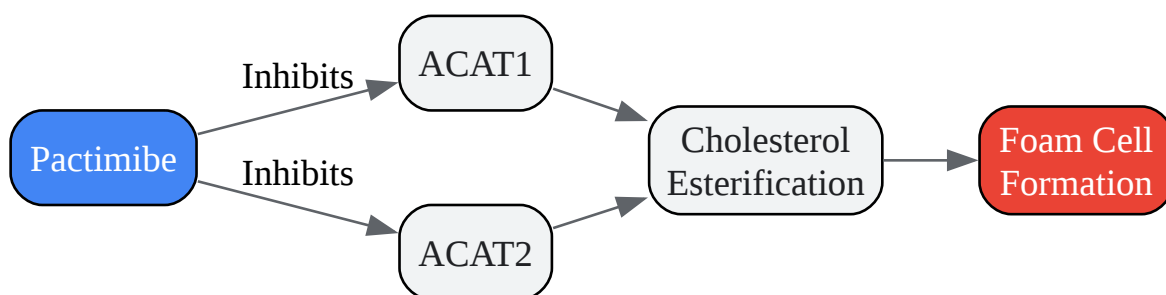 Pactimibe
Inhibits
Inhibits
ACAT1
ACAT2
Cholesterol
Esterification
Foam Cell
Formation